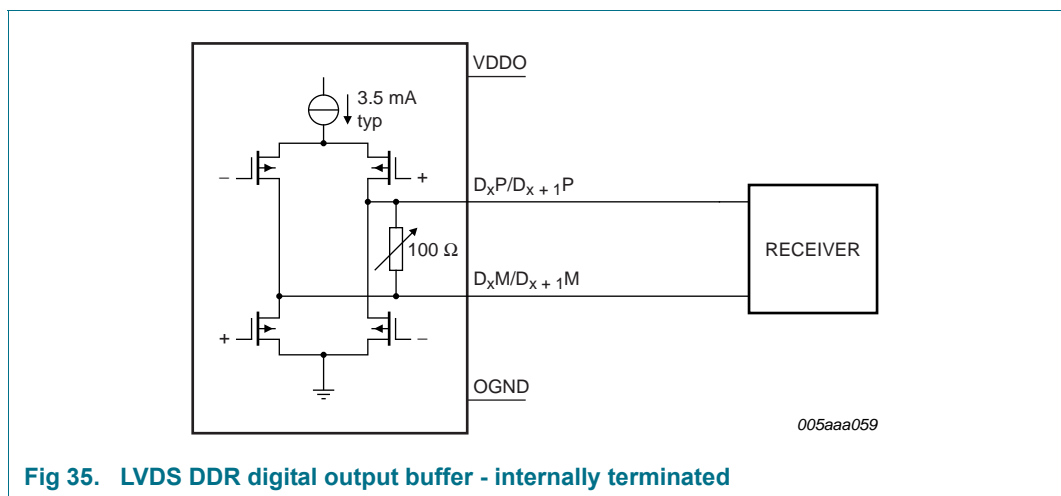 VDDO
3.5 mA
typ
− +
DxP/Dx + 1P
100 Ω
RECEIVER
DxM/Dx + 1M
+ −
OGND
005aaa059
Fig 35. LVDS DDR digital output buffer - internally terminated